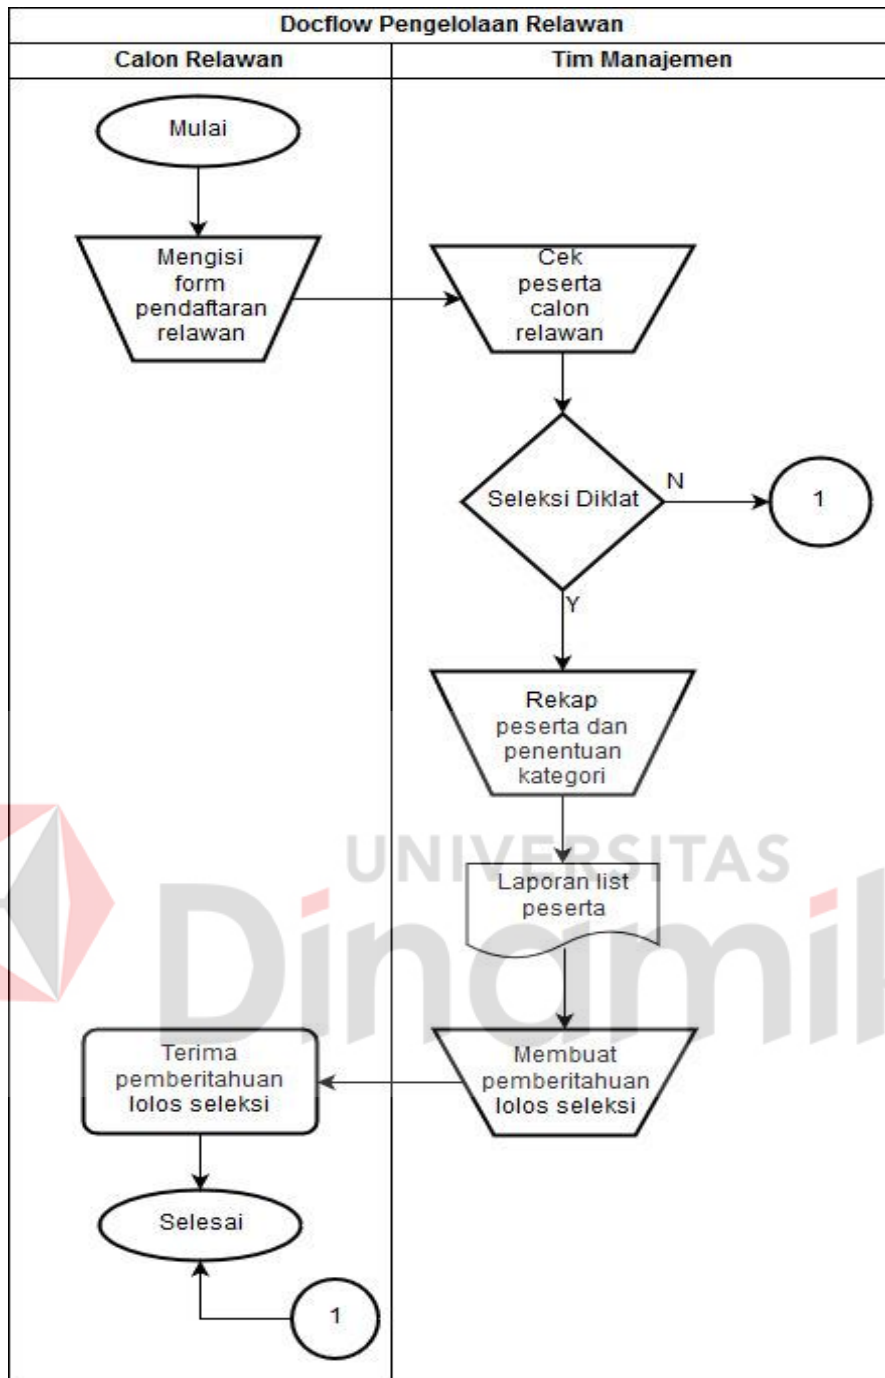 Docflow Pengelolaan Relawan
Calon Relawan
Tim Manajemen
Mulai
Mengisi
form
pendaftaran
relawan
Cek
peserta
calon
relawan
Seleksi Diklat
N
1
Y
Rekap
peserta dan
penentuan
kategori
UNIVERSITAS
Dinamik
Laporan list
peserta
Membuat
pemberitahuan
lolos seleksi
Terima
pemberitahuan
lolos seleksi
Selesai
1